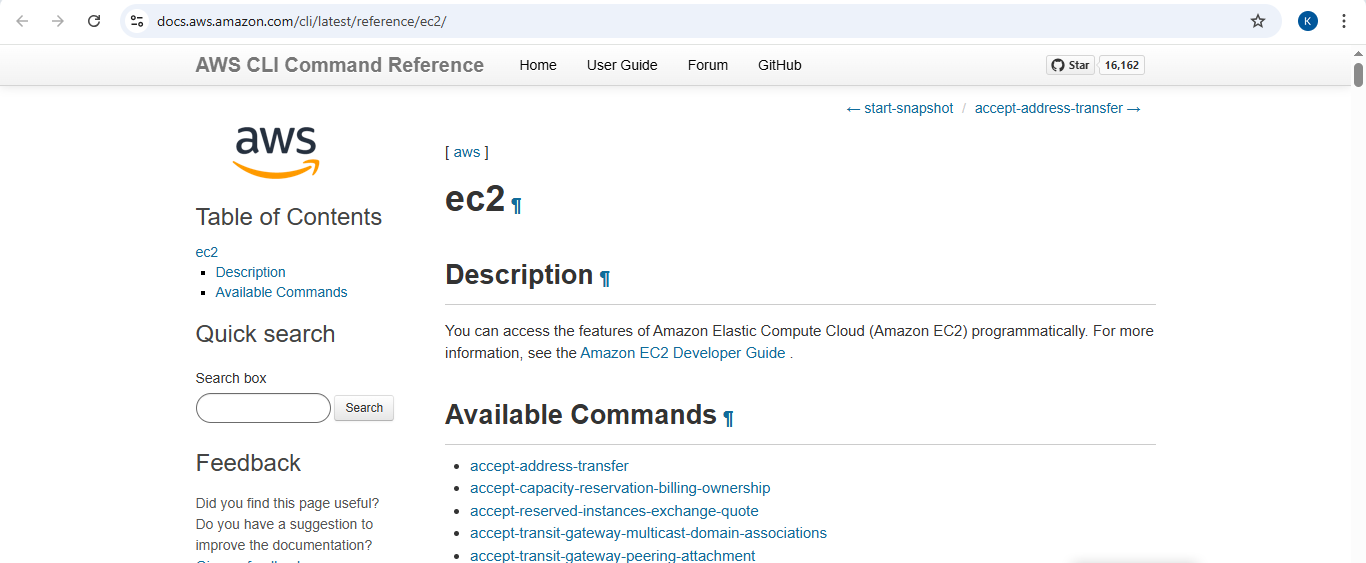 docs.aws.amazon.com/cli/latest/reference/ec2/
K
AWS CLI Command Reference Home User Guide Forum GitHub Star 16,162
← start-snapshot / accept-address-transfer →
aws
Table of Contents
ec2
▪ Description
▪ Available Commands
Quick search
Search box
Search
Feedback
Did you find this page useful?
Do you have a suggestion to
improve the documentation?
[ aws ]
ec2 ¶
Description ¶
You can access the features of Amazon Elastic Compute Cloud (Amazon EC2) programmatically. For more
information, see the Amazon EC2 Developer Guide .
Available Commands ¶
• accept-address-transfer
• accept-capacity-reservation-billing-ownership
• accept-reserved-instances-exchange-quote
• accept-transit-gateway-multicast-domain-associations
• accept-transit-gateway-peering-attachment